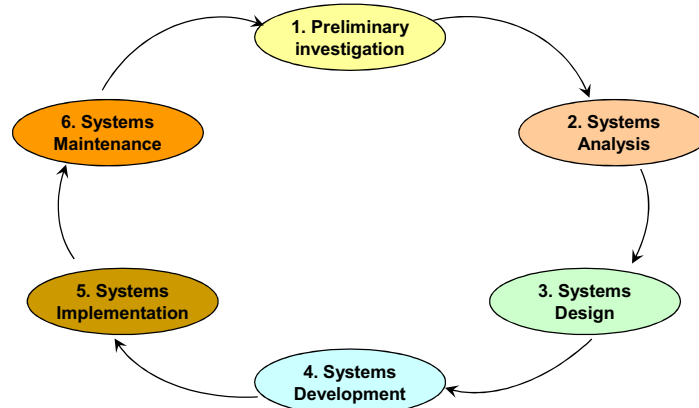 1. Preliminary
investigation
2. Systems
Analysis
3. Systems
Design
4. Systems
Development
5. Systems
Implementation
6. Systems
Maintenance